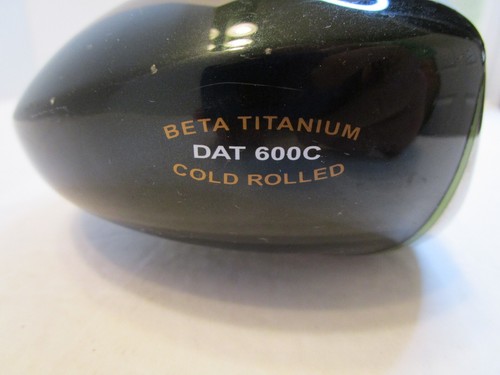 BETA TITANIUM
DAT 600C
COLD ROLLED